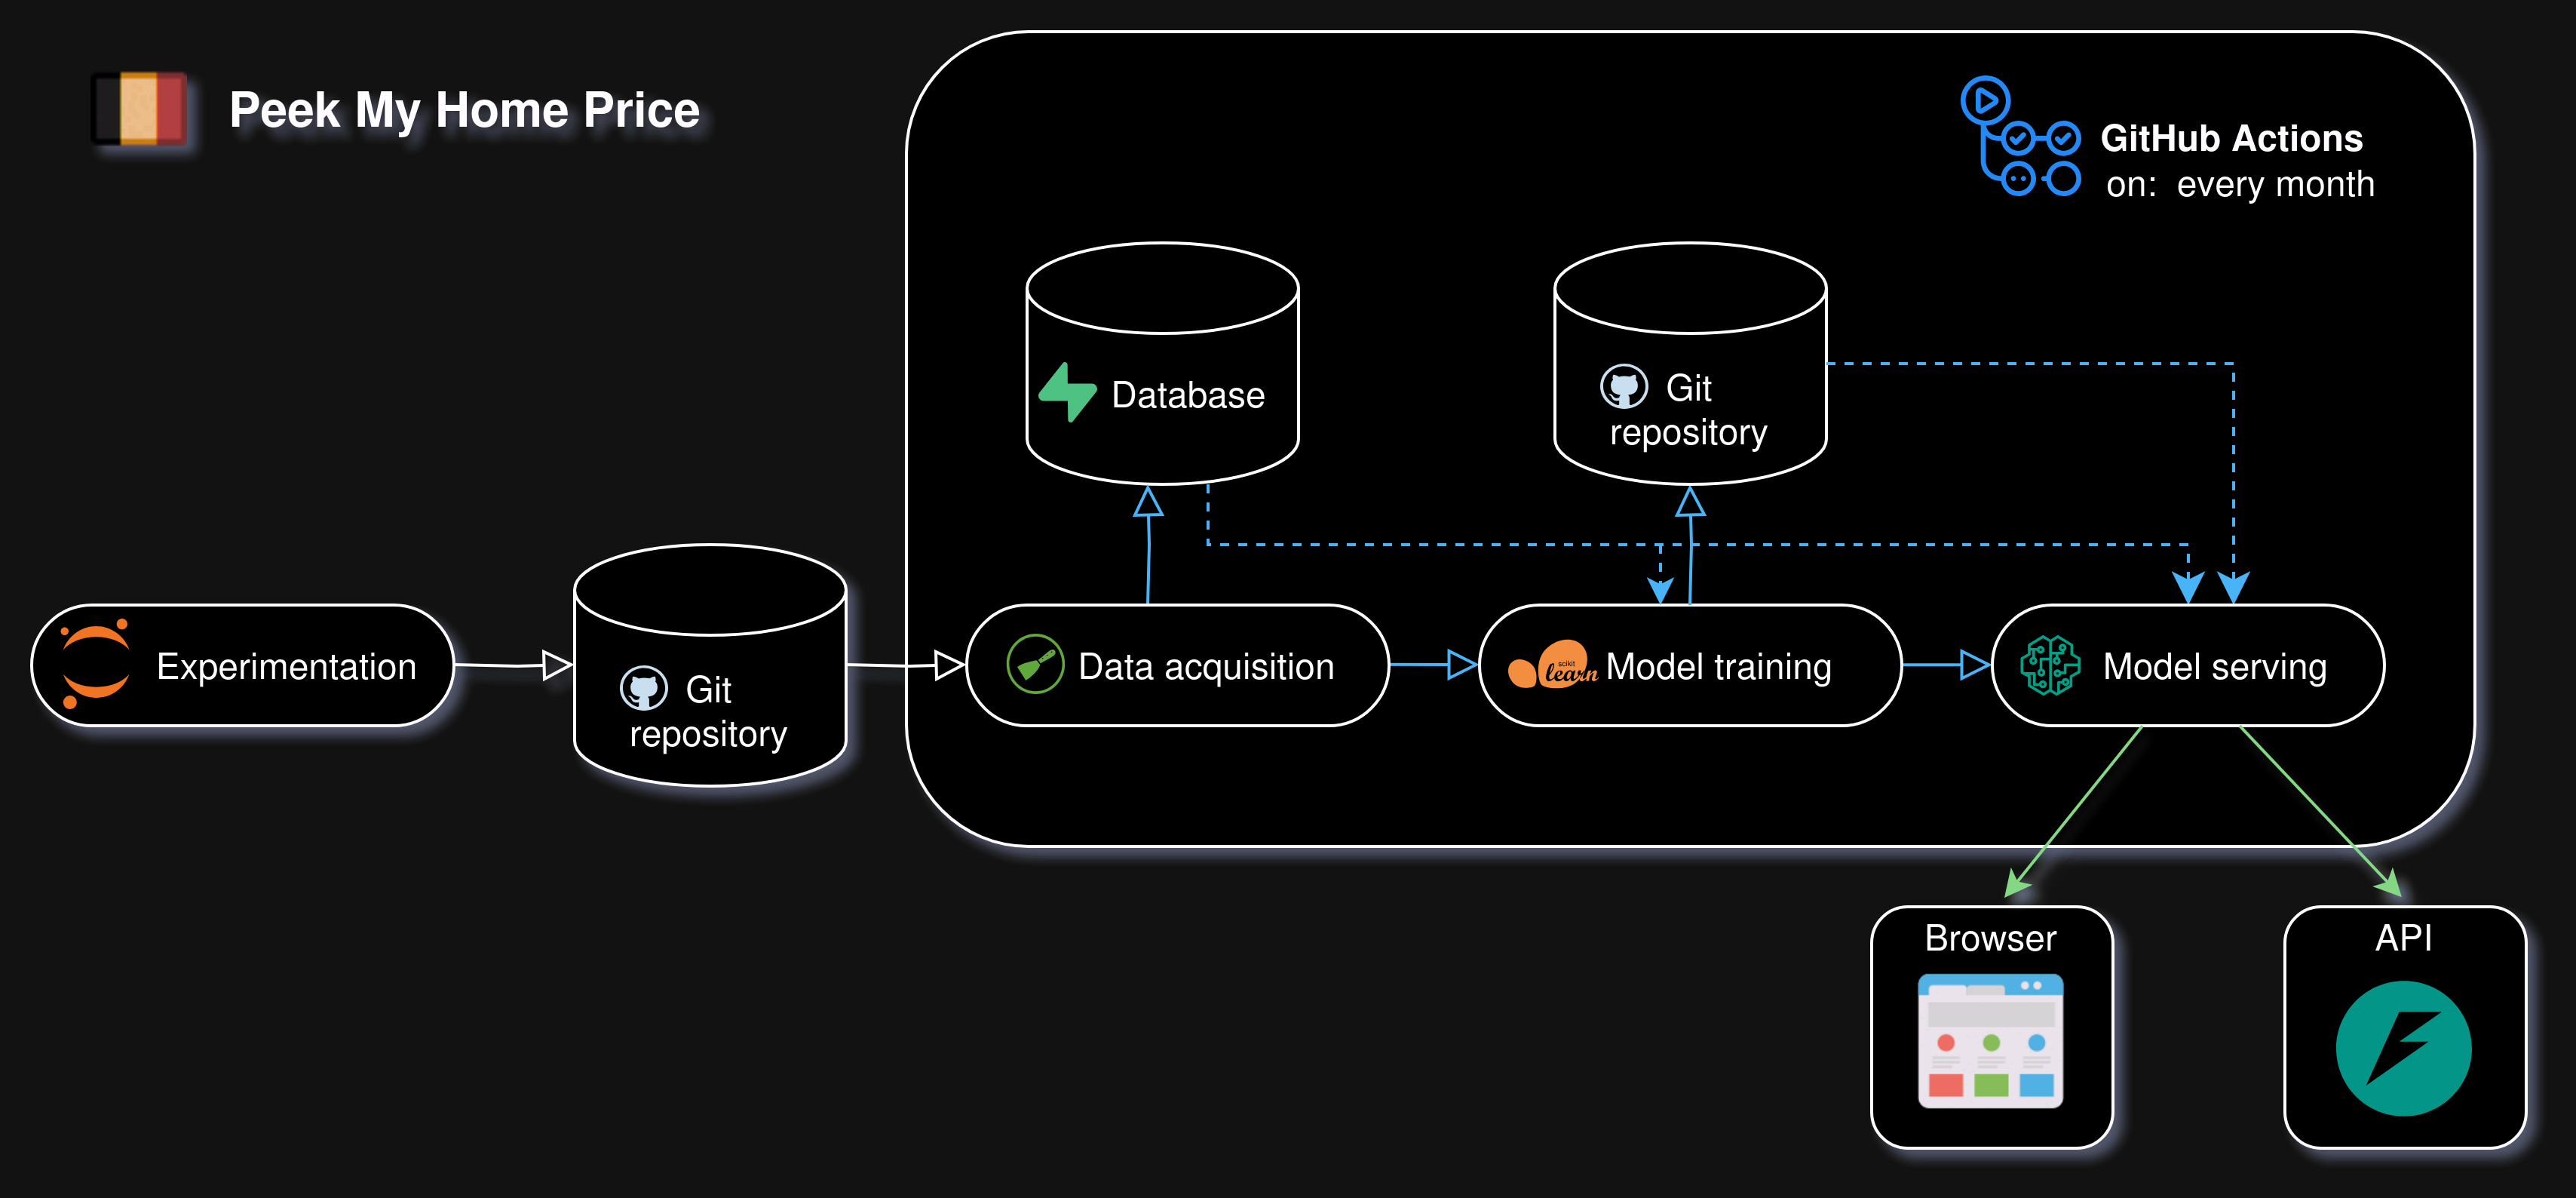 Peek My Home Price
GitHub Actions
on: every month
Database
Git
repository
Experimentation
Git
repository
Data acquisition
scikit
learn
Model training
Model serving
Browser
API